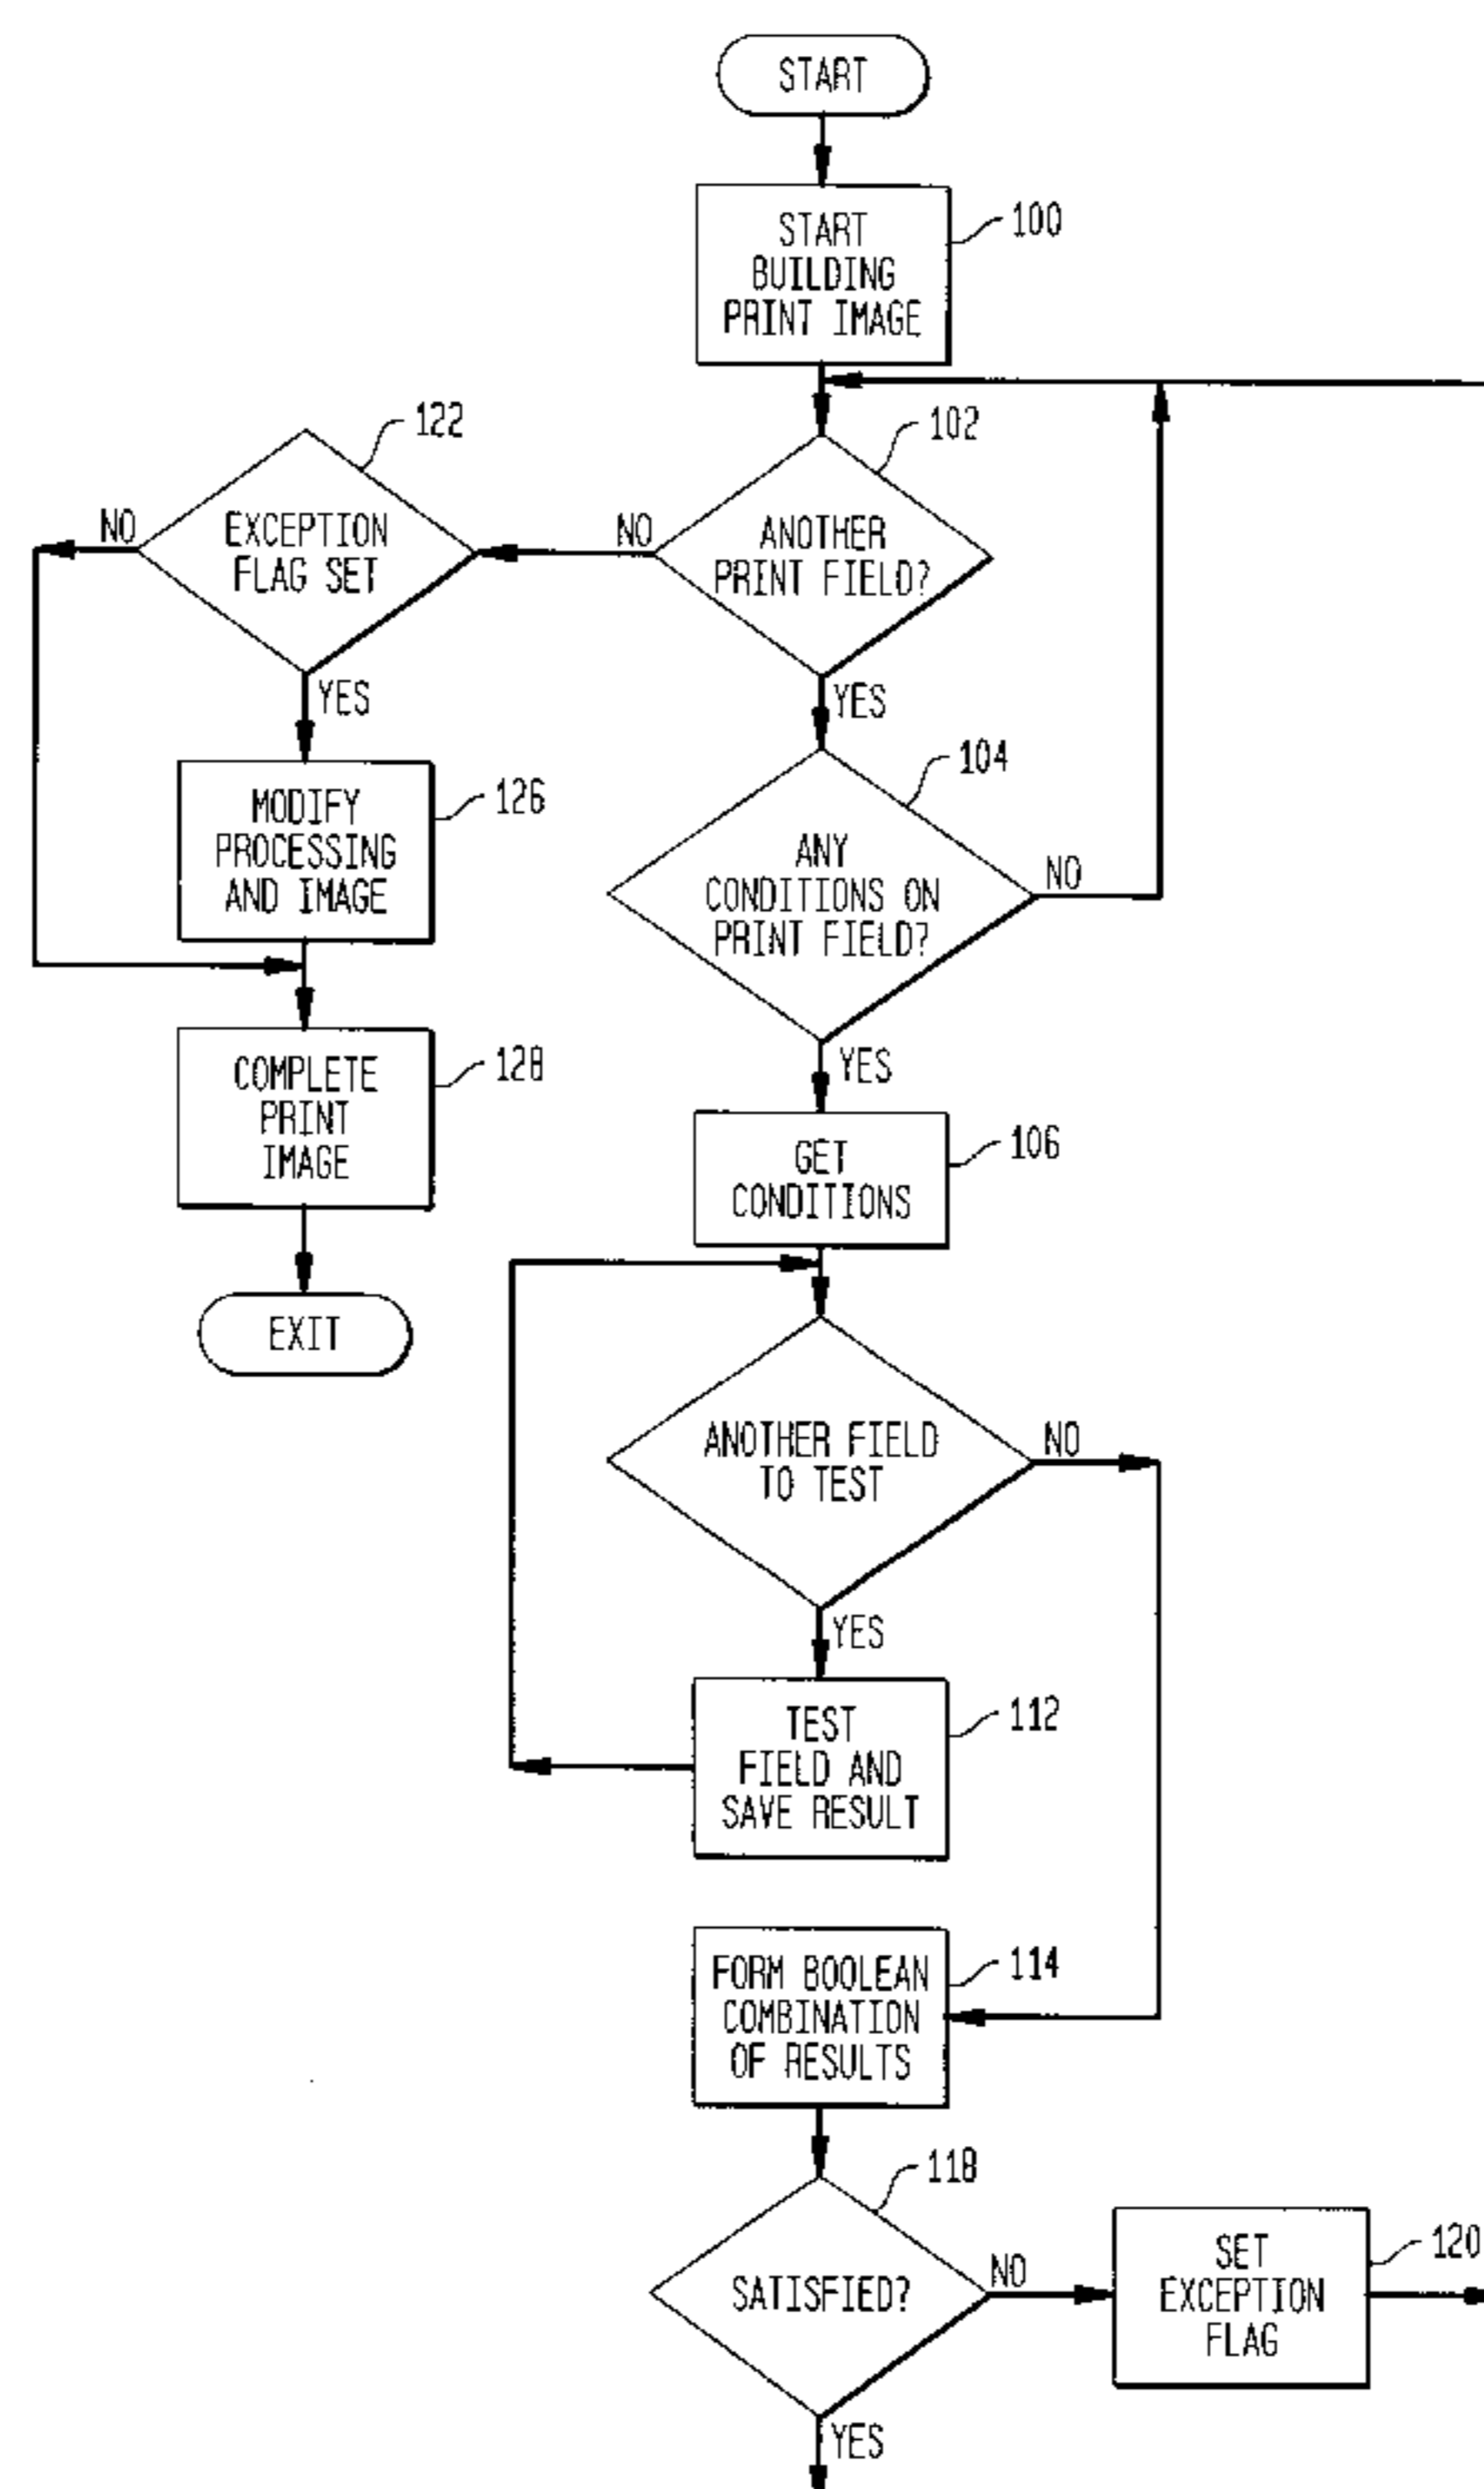 START
START
BUILDING
PRINT IMAGE
100
102
ANOTHER
PRINT FIELD?
NO
YES
122
EXCEPTION
FLAG SET
NO
YES
126
MODIFY
PROCESSING
AND IMAGE
128
COMPLETE
PRINT
IMAGE
EXIT
104
ANY
CONDITIONS ON
PRINT FIELD?
NO
YES
106
GET
CONDITIONS
ANOTHER FIELD
TO TEST
NO
YES
112
TEST
FIELD AND
SAVE RESULT
114
FORM BOOLEAN
COMBINATION
OF RESULTS
118
SATISFIED?
NO
YES
120
SET
EXCEPTION
FLAG